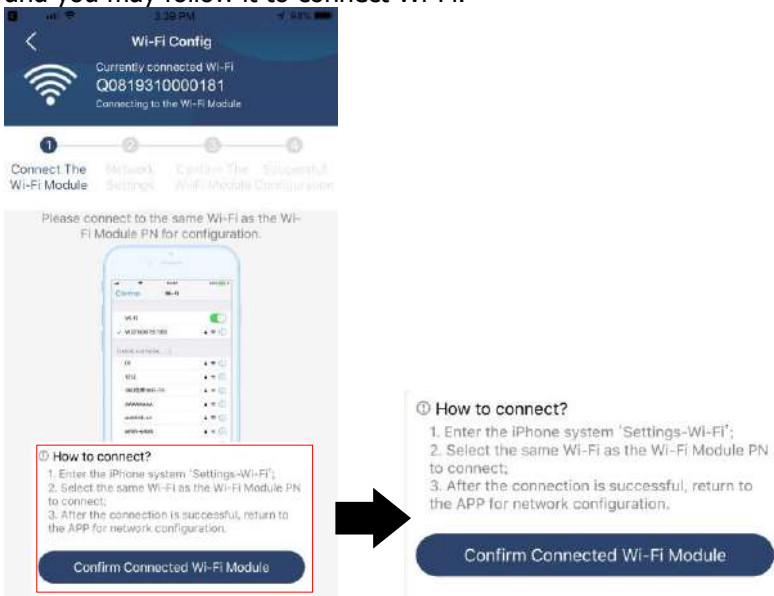 and you may follow it to connect Wi-Fi.
3:39 PM
Wi-Fi Config
Currently connected Wi-Fi
Q0819310000181
Connecting to the Wi-Fi Module
1
2
3
4
Connect The Wi-Fi Module
Network Settings
Confirm The Wi-Fi Module
Successful Configuration
Please connect to the same Wi-Fi as the Wi-
Fi Module PN for configuration.
Wi-Fi
Wi-Fi
How to connect?
1. Enter the iPhone system 'Settings-Wi-Fi';
2. Select the same Wi-Fi as the Wi-Fi Module PN
to connect;
3. After the connection is successful, return to
the APP for network configuration.
Confirm Connected Wi-Fi Module
How to connect?
1. Enter the iPhone system 'Settings-Wi-Fi';
2. Select the same Wi-Fi as the Wi-Fi Module PN
to connect;
3. After the connection is successful, return to
the APP for network configuration.
Confirm Connected Wi-Fi Module